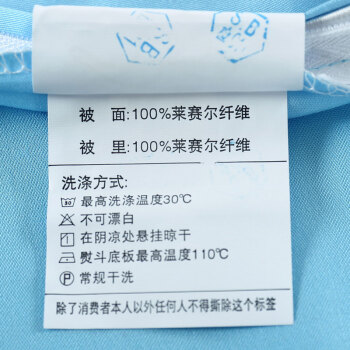 被 面:100%莱赛尔纤维
被 里:100%莱赛尔纤维
洗涤方式:
最高洗涤温度30℃
不可漂白
在阴凉处悬挂晾干
熨斗底板最高温度110℃
P 常规干洗
除了消费者本人以外任何人不得撕除这个标签